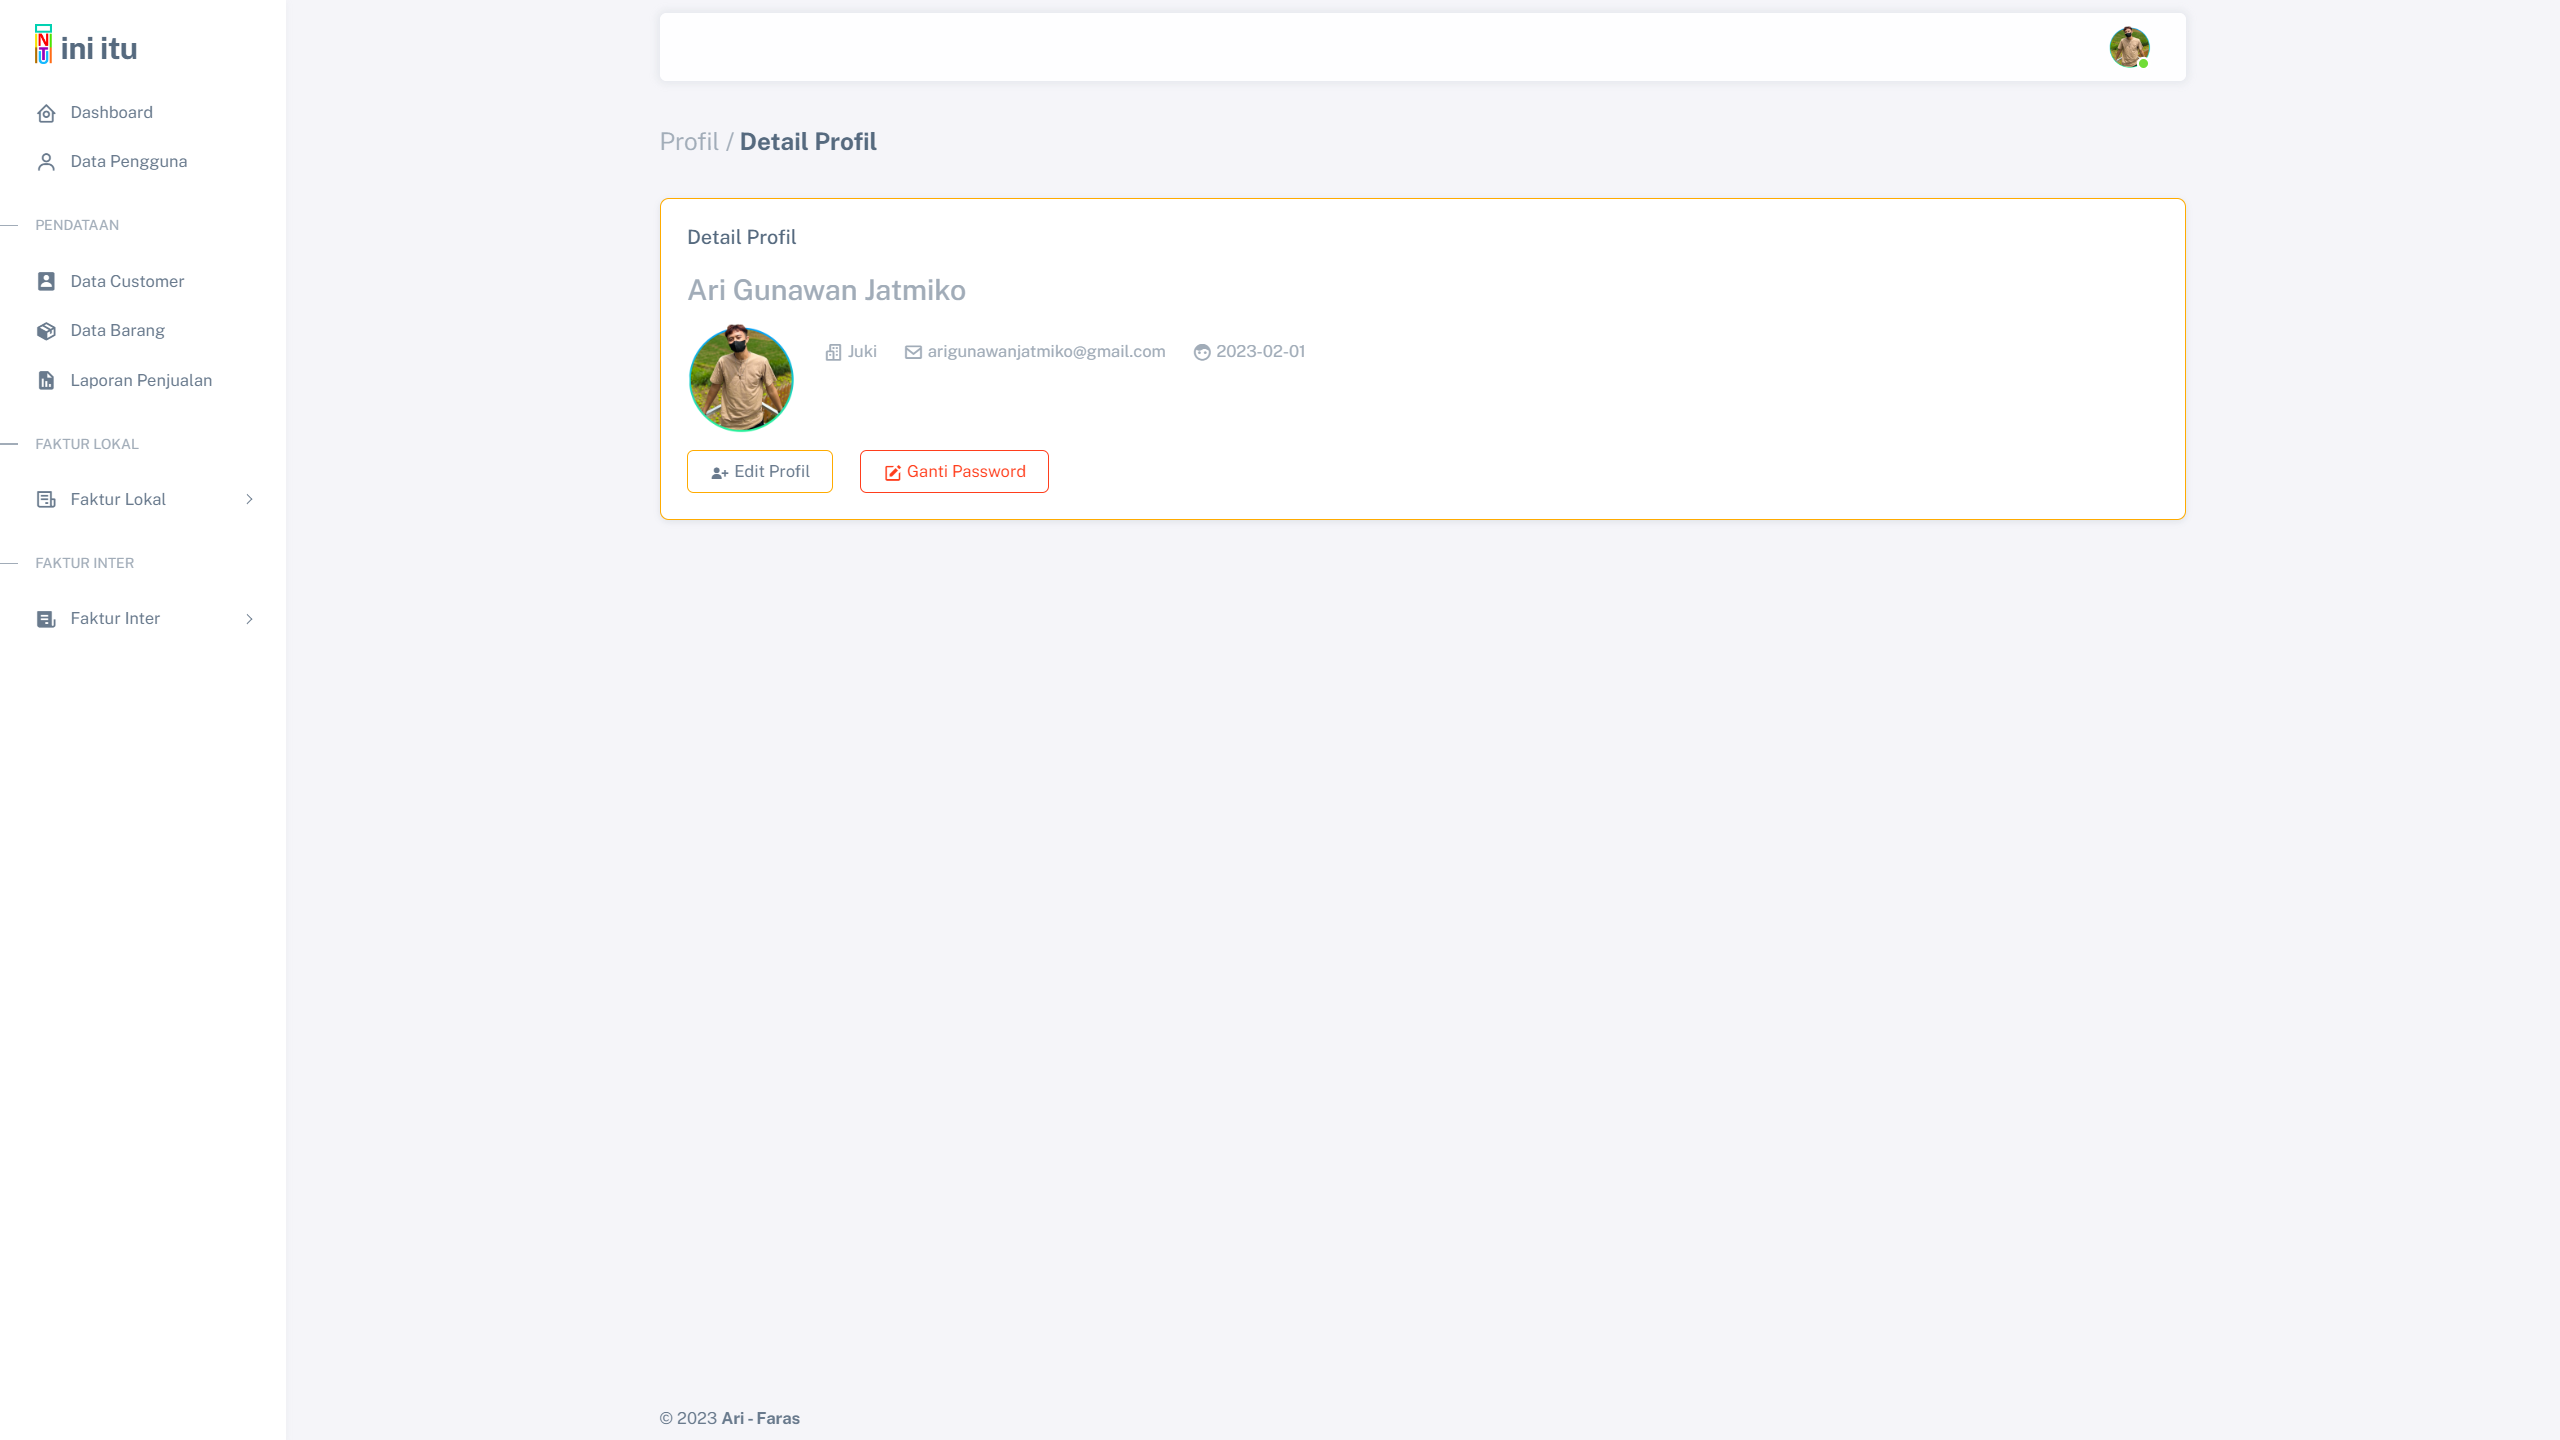 ini itu
Dashboard
Data Pengguna
PENDATAAN
Data Customer
Data Barang
Laporan Penjualan
FAKTUR LOKAL
Faktur Lokal
FAKTUR INTER
Faktur Inter
Profil / Detail Profil
Detail Profil
Ari Gunawan Jatmiko
Juki arigunawanjatmiko@gmail.com 2023-02-01
Edit Profil Ganti Password
© 2023 Ari - Faras